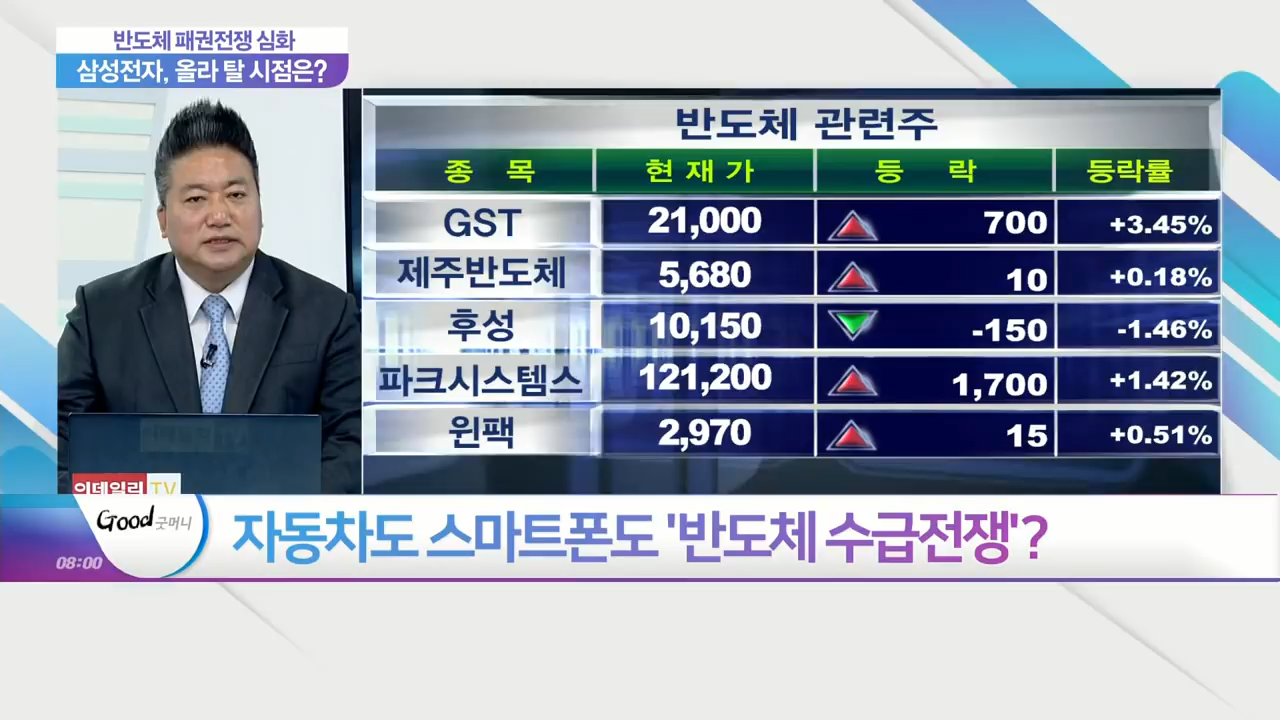 반도체 패권전쟁 심화
삼성전자, 올라 탈 시점은?
반도체 관련주
종 목 현 재 가 등 락 등락률
GST 21,000 ▲ 700 +3.45%
제주반도체 5,680 ▲ 10 +0.18%
후성 10,150 ▼ -150 -1.46%
파크시스템스 121,200 ▲ 1,700 +1.42%
윈팩 2,970 ▲ 15 +0.51%
이데일리 TV
Good 굿머니
08:00
자동차도 스마트폰도 '반도체 수급전쟁'?